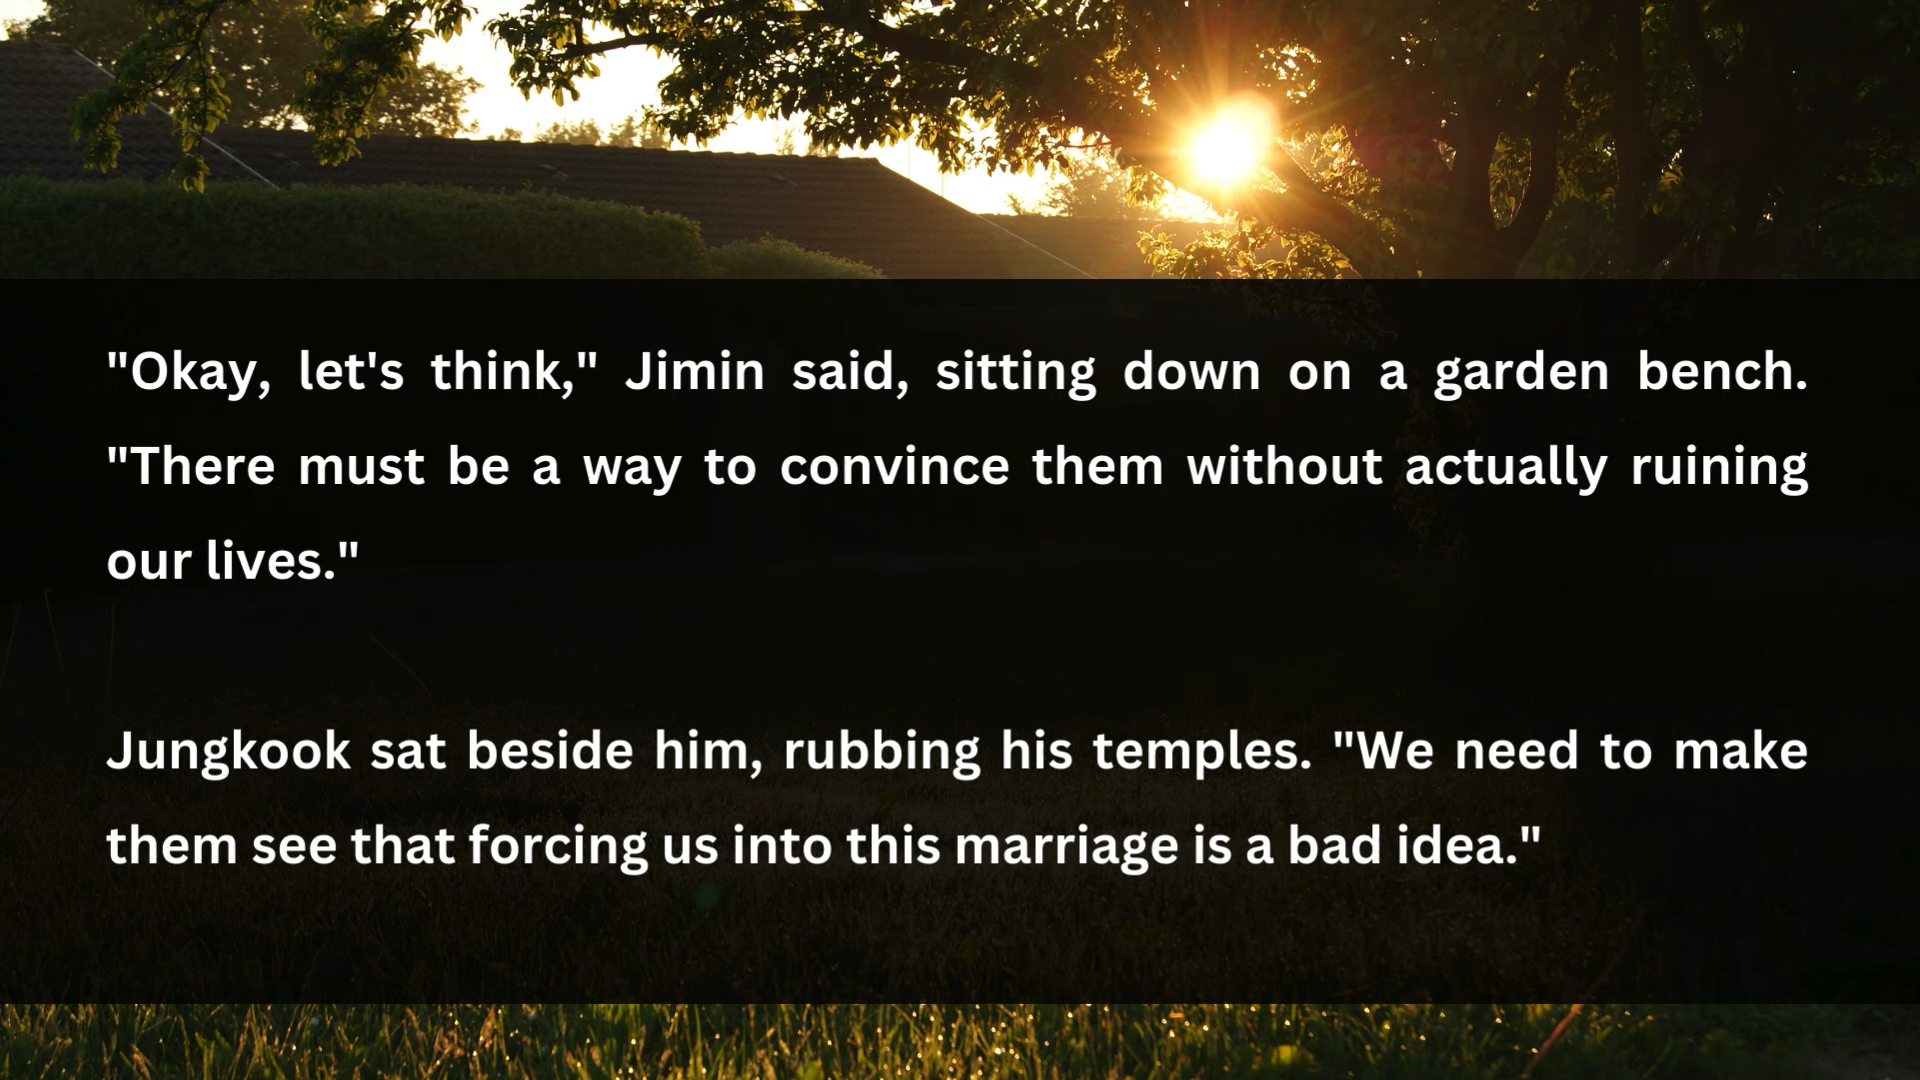 "Okay, let's think," Jimin said, sitting down on a garden bench.
"There must be a way to convince them without actually ruining
our lives."
Jungkook sat beside him, rubbing his temples. "We need to make
them see that forcing us into this marriage is a bad idea."